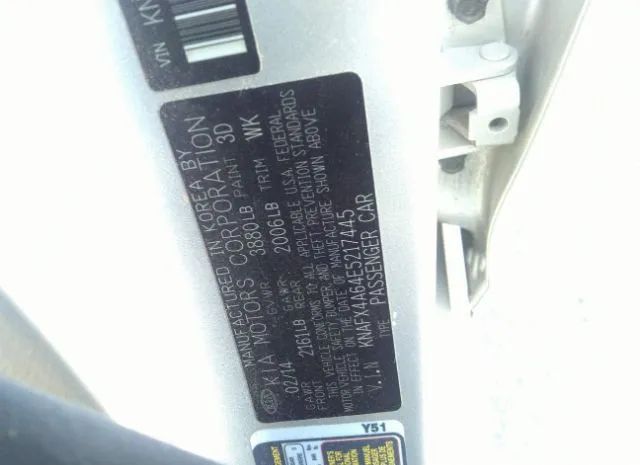 VIN KN
MANUFACTURED IN KOREA BY
KIA MOTORS CORPORATION
02/14 GVWR 3880LB PAINT 3D
GAWR FRONT 2161LB GAWR REAR 2006LB TRIM WK
THIS VEHICLE CONFORMS TO ALL APPLICABLE U.S.A. FEDERAL
MOTOR VEHICLE SAFETY BUMPER AND THEFT PREVENTION STANDARDS
IN EFFECT ON THE DATE OF MANUFACTURE SHOWN ABOVE
V.I.N KNAFX4A64E5217445
TYPE PASSENGER CAR
Y51